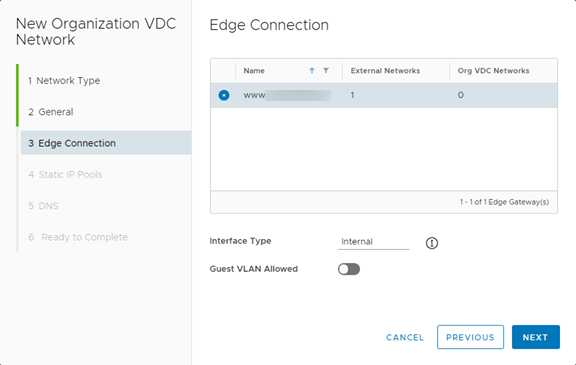 New Organization VDC
Network
1 Network Type
2 General
3 Edge Connection
4 Static IP Pools
5 DNS
6 Ready to Complete
Edge Connection
Name External Networks Org VDC Networks
www 1 0
1 - 1 of 1 Edge Gateway(s)
Interface Type Internal
Guest VLAN Allowed
CANCEL PREVIOUS NEXT